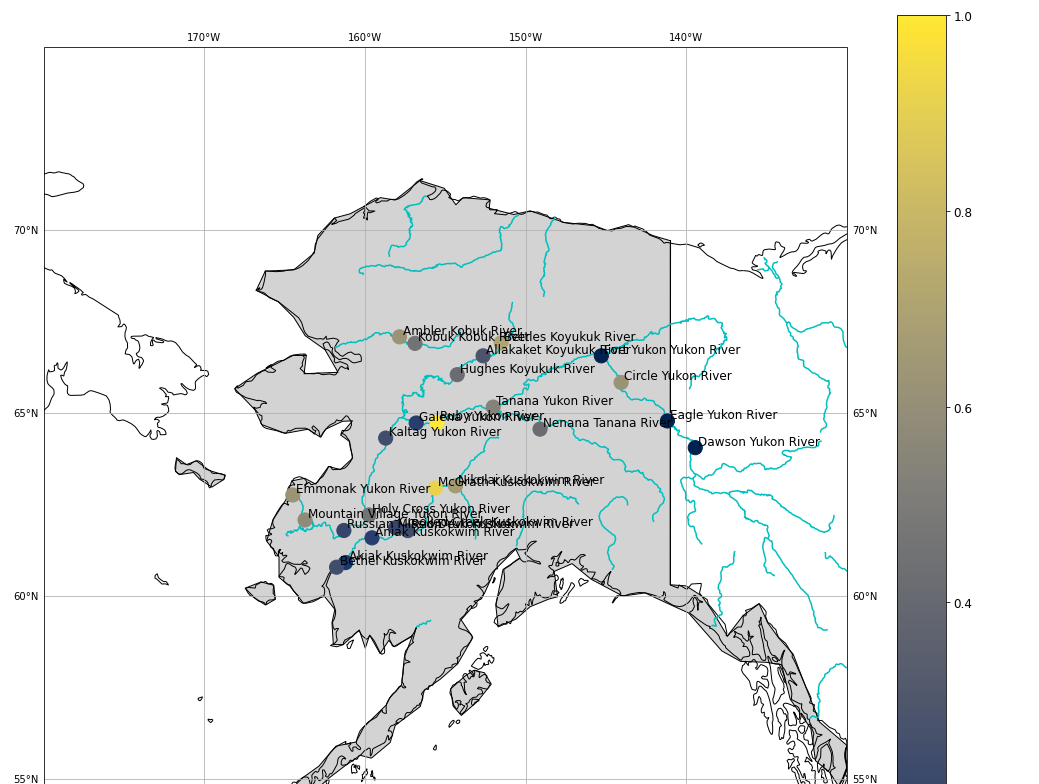 170°W 160°W 150°W 140°W
1.0
0.8
0.6
0.4
70°N 70°N
65°N 65°N
60°N 60°N
55°N 55°N
Ambler Kobuk River
Kobuk Kobuk River
Bettles Koyukuk River
Allakaket Koyukuk River
Fort Yukon Yukon River
Hughes Koyukuk River
Circle Yukon River
Tanana Yukon River
Galena Yukon River
Ruby Yukon River
Eagle Yukon River
Nenana Tanana River
Kaltag Yukon River
Dawson Yukon River
McGrath Kuskokwim River
Nikolai Kuskokwim River
Emmonak Yukon River
Holy Cross Yukon River
Mountain Village Yukon River
Russian Mission Yukon River
Crooked Creek Kuskokwim River
Red Devil Kuskokwim River
Aniak Kuskokwim River
Akiak Kuskokwim River
Bethel Kuskokwim River